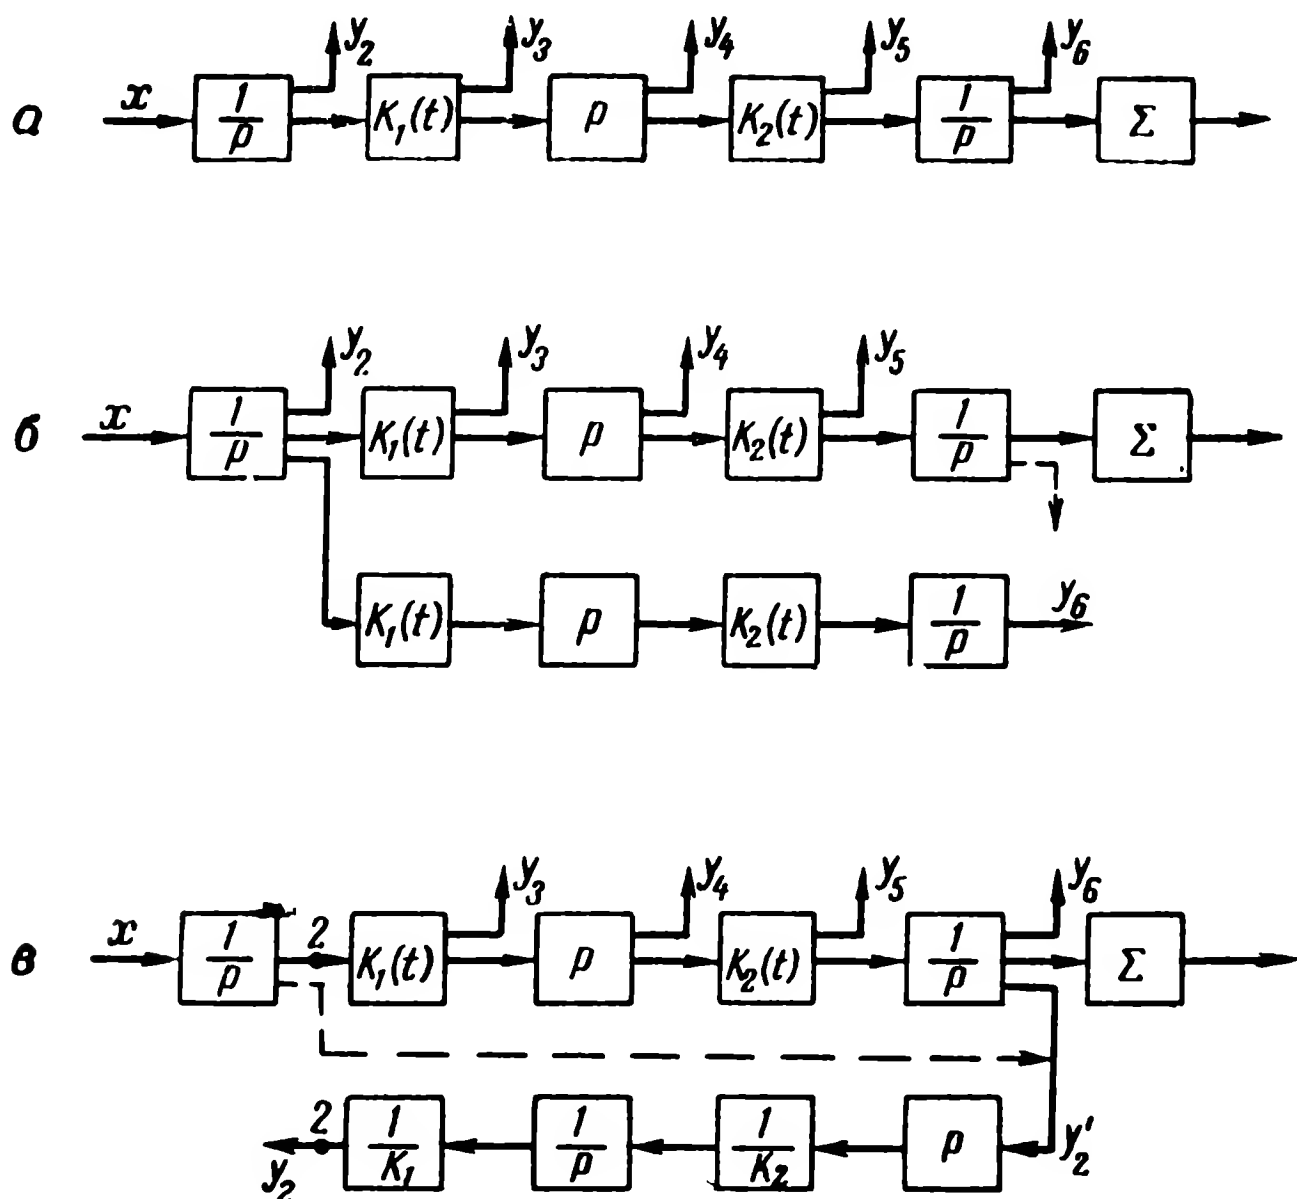 y₂ y₃ y₄ y₅ y₆
а x 1/p K₁(t) p K₂(t) 1/p Σ
y₂ y₃ y₄ y₅
б x 1/p K₁(t) p K₂(t) 1/p Σ
K₁(t) p K₂(t) 1/p y₆
y₃ y₄ y₅ y₆
в x 1/p 2 K₁(t) p K₂(t) 1/p Σ
y₂ 2 1/K₁ 1/p 1/K₂ p y₂′